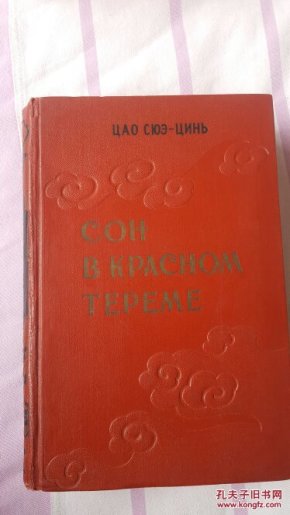 ЦАО СЮЭ-ЦИНЬ
СОН
В КРАСНОМ
ТЕРЕМЕ
孔夫子旧书网
www.kongfz.com